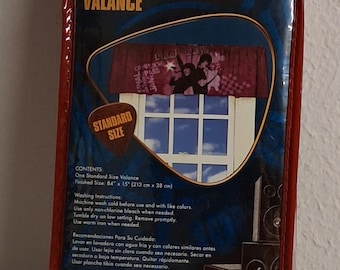 VALANCE
STANDARD
SIZE
CONTENTS:
One Standard Size Valance
Finished Size: 84" x 15" (213 cm x 38 cm)
Washing Instructions:
Machine wash cold before use and with like colors.
Use only non-chlorine bleach when needed.
Tumble dry on low setting. Remove promptly.
Use warm iron when needed.
Recomendaciones Para Su Cuidado:
Lavar en lavadora con agua fria y con colores similares antes
de usar. Usar lejia sin cloro cuando sea necesario. Secar en
secadora a baja temperatura. Quitar rápidamente.
Usar plancha tibia cuando sea necesario.